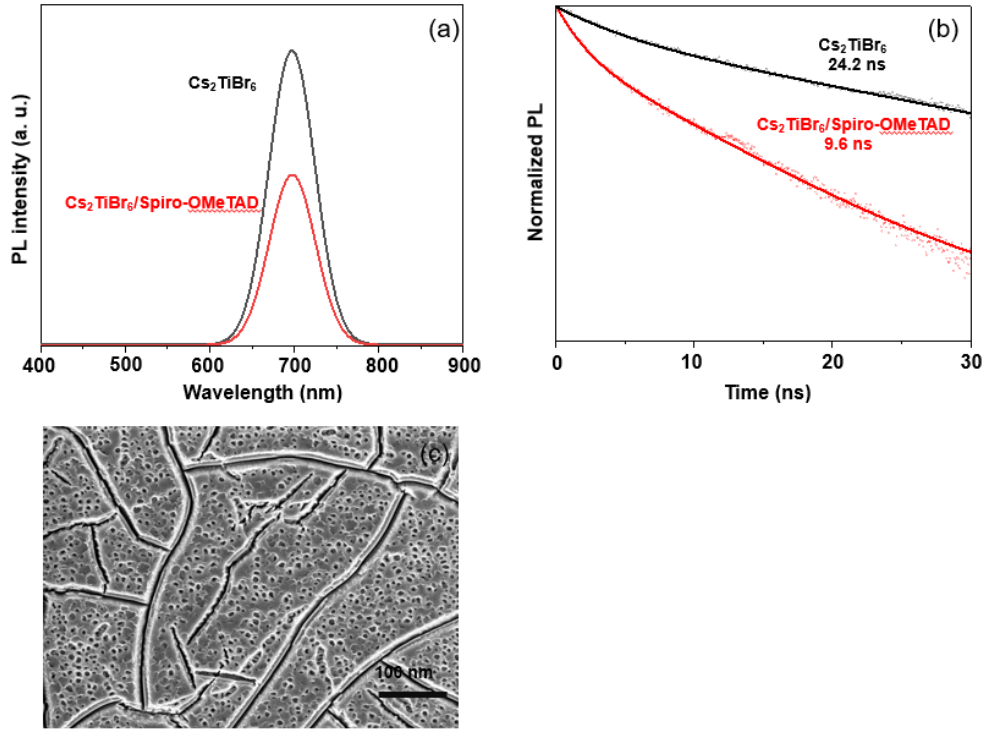 (a)
Cs₂TiBr₆
Cs₂TiBr₆/Spiro-OMeTAD
PL intensity (a. u.)
400 500 600 700 800 900
Wavelength (nm)
(b)
Cs₂TiBr₆
24.2 ns
Cs₂TiBr₆/Spiro-OMeTAD
9.6 ns
Normalized PL
0 10 20 30
Time (ns)
(c)
100 nm